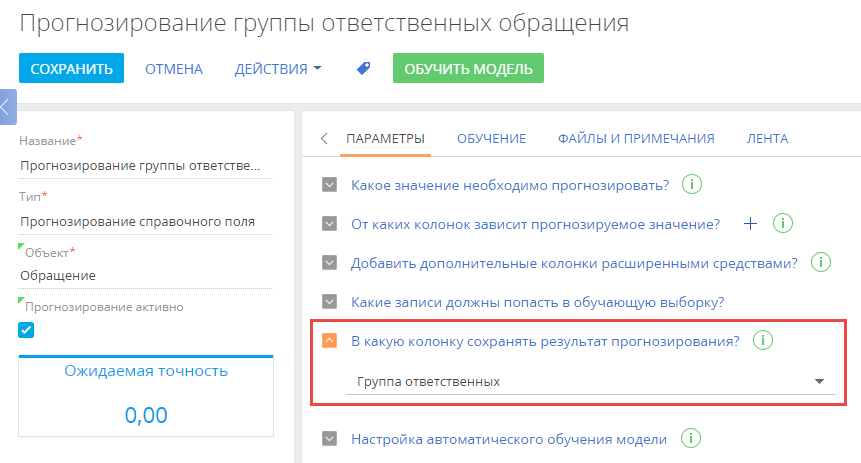 Прогнозирование группы ответственных обращения
СОХРАНИТЬ ОТМЕНА ДЕЙСТВИЯ ОБУЧИТЬ МОДЕЛЬ
Название*
Прогнозирование группы ответстве...
Тип*
Прогнозирование справочного поля
Объект*
Обращение
Прогнозирование активно
Ожидаемая точность
0,00
ПАРАМЕТРЫ ОБУЧЕНИЕ ФАЙЛЫ И ПРИМЕЧАНИЯ ЛЕНТА
Какое значение необходимо прогнозировать? i
От каких колонок зависит прогнозируемое значение? + i
Добавить дополнительные колонки расширенными средствами? i
Какие записи должны попасть в обучающую выборку?
В какую колонку сохранять результат прогнозирования? i
Группа ответственных
Настройка автоматического обучения модели i